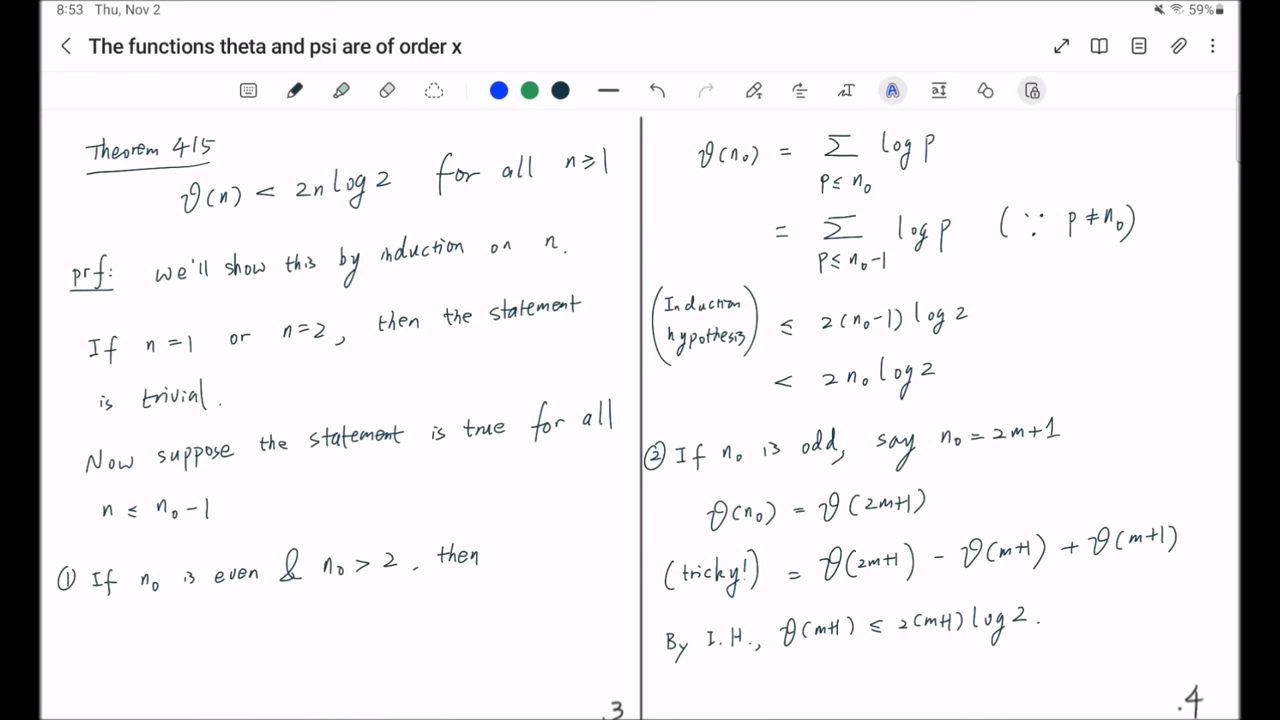 8:53 Thu, Nov 2
59%
The functions theta and psi are of order x
Theorem 415
ϑ(n) < 2n log 2 for all n ≥ 1
prf: we'll show this by induction on n.
If n = 1 or n = 2, then the statement
is trivial.
Now suppose the statement is true for all
n ≤ n₀ - 1
① If n₀ is even & n₀ > 2, then
.3
ϑ(n₀) = Σ log p
p ≤ n₀
= Σ log p (∵ p ≠ n₀)
p ≤ n₀-1
(Induction hypothesis) ≤ 2(n₀-1) log 2
< 2n₀ log 2
② If n₀ is odd, say n₀ = 2m+1
ϑ(n₀) = ϑ(2m+1)
(tricky!) = ϑ(2m+1) - ϑ(m+1) + ϑ(m+1)
By I.H., ϑ(m+1) ≤ 2(m+1) log 2.
.4